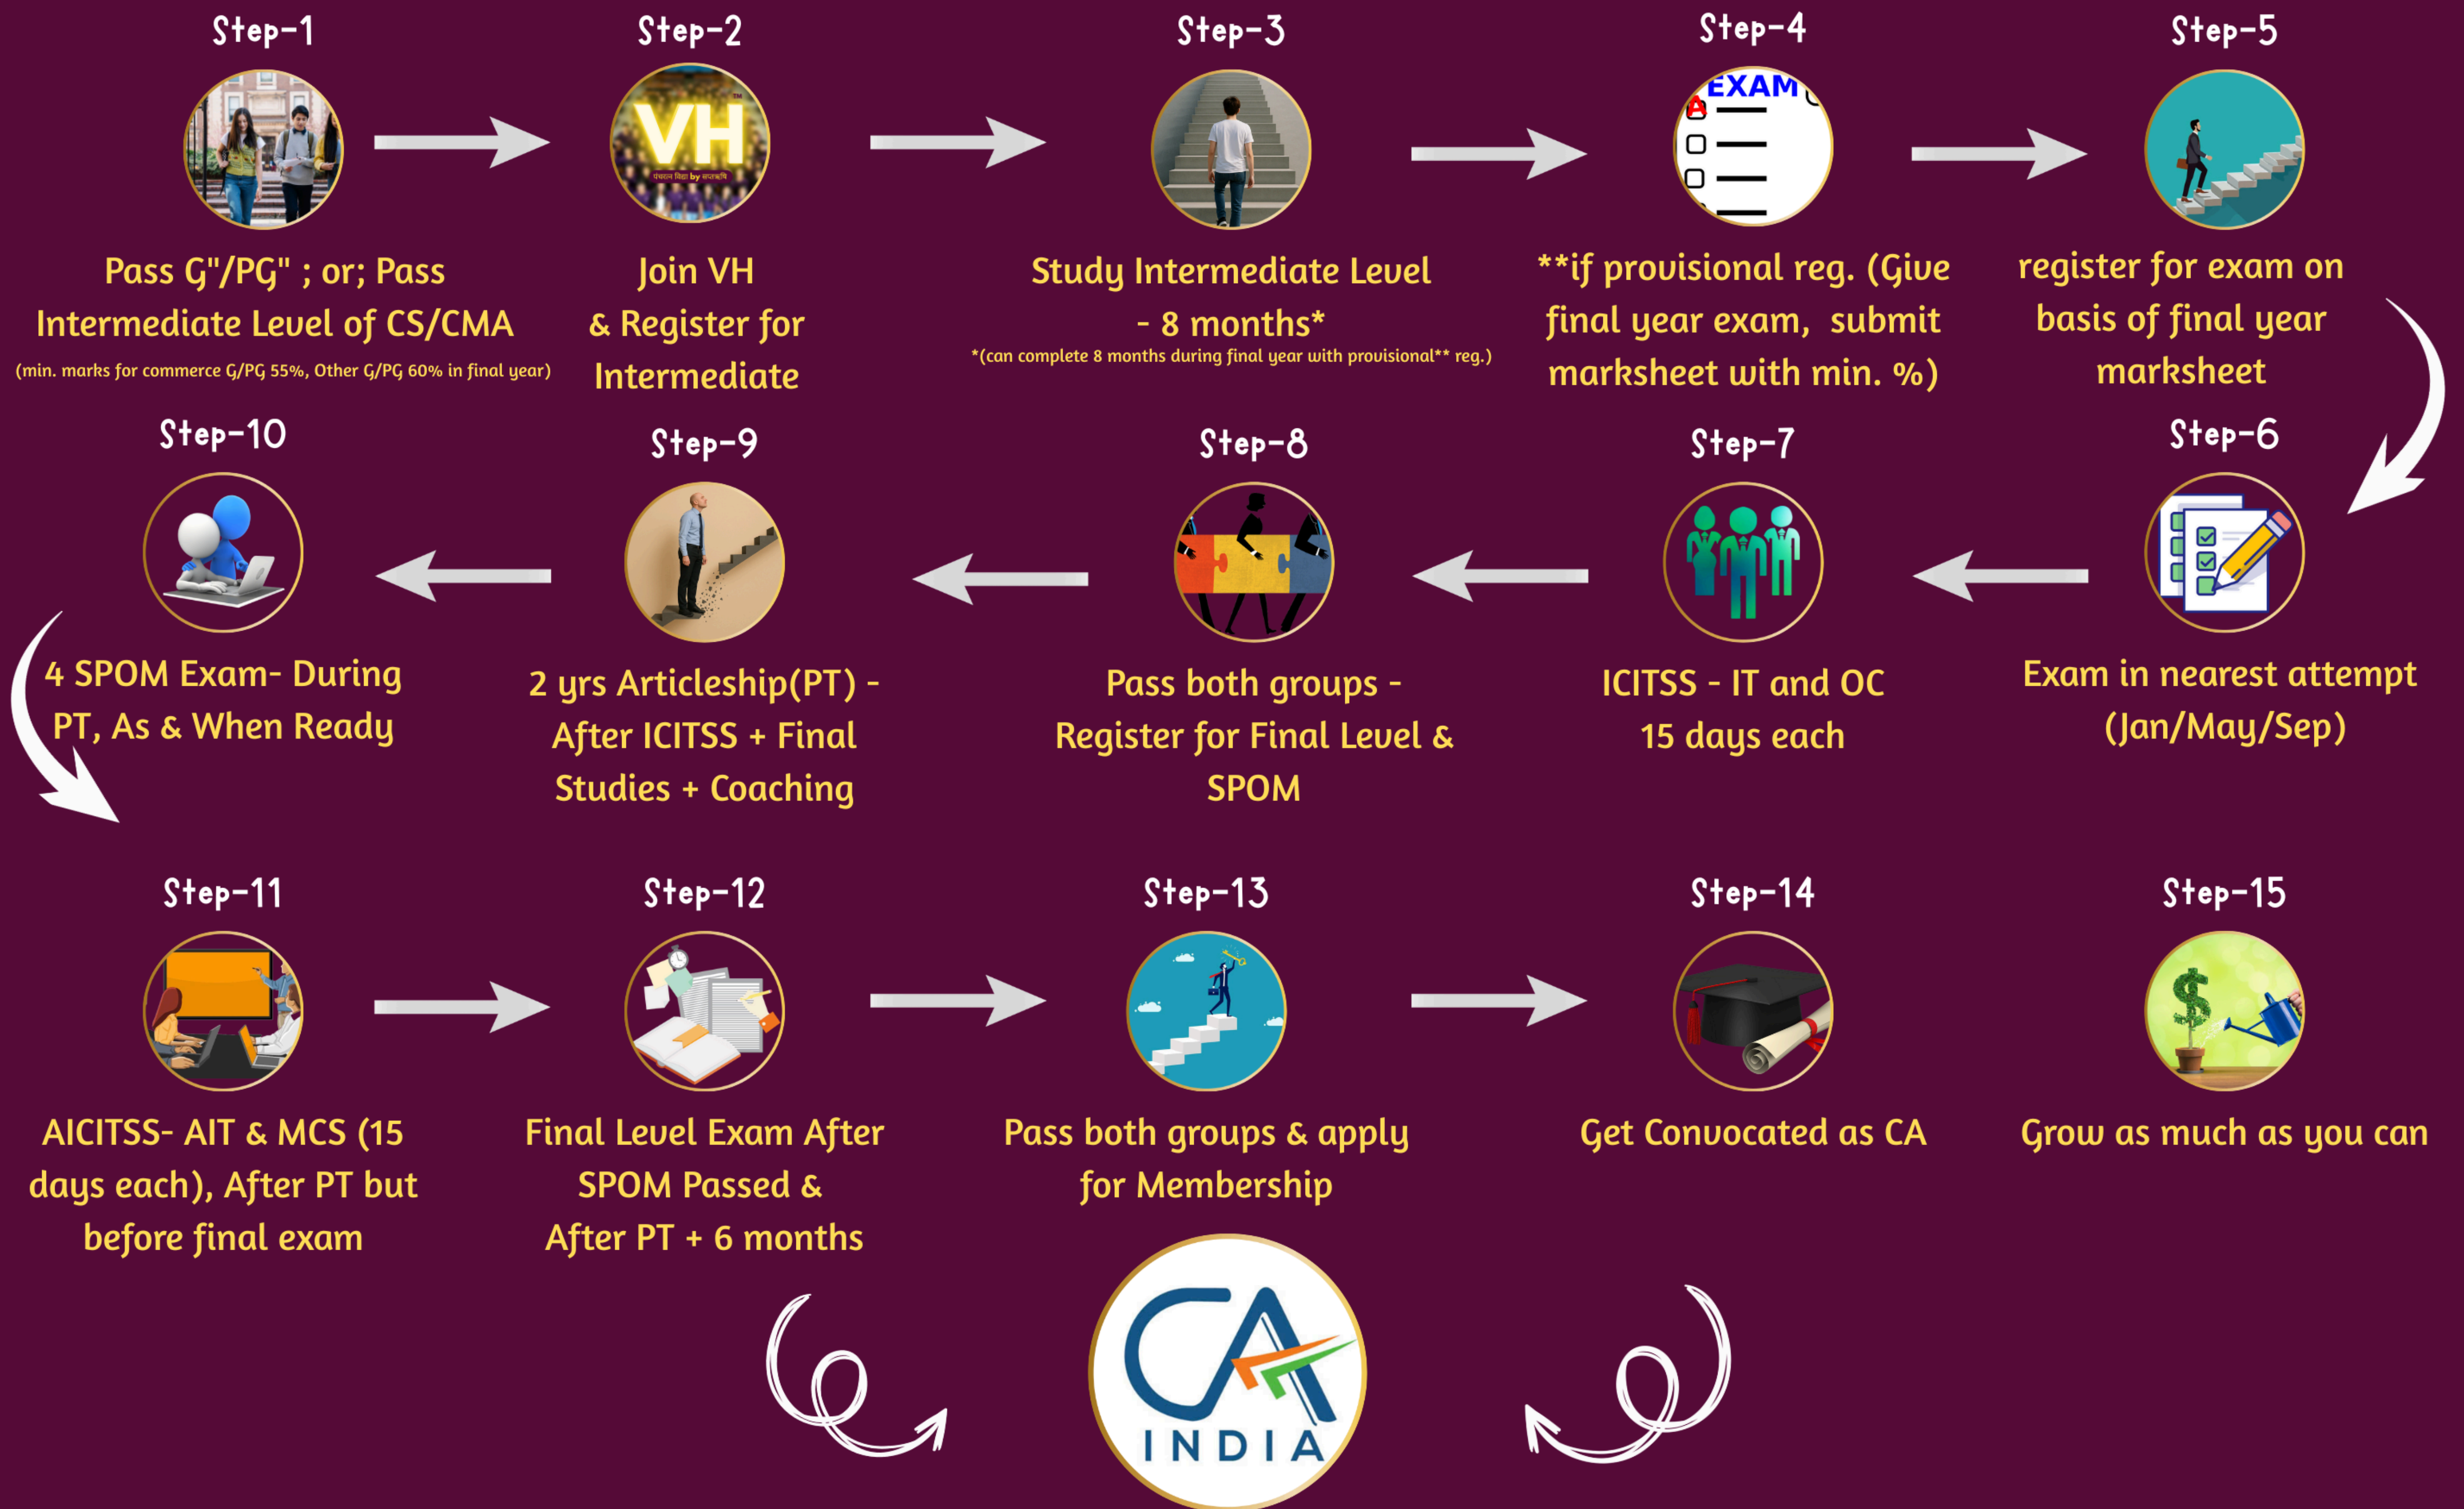 Step-1
Pass G"/PG" ; or; Pass
Intermediate Level of CS/CMA
(min. marks for commerce G/PG 55%, Other G/PG 60% in final year)
Step-2
TM
VH
पंचरत्न विद्या by सप्तऋषि
Join VH
& Register for
Intermediate
Step-3
Study Intermediate Level
- 8 months*
*(can complete 8 months during final year with provisional** reg.)
Step-4
EXAM
A
**if provisional reg. (Give
final year exam, submit
marksheet with min. %)
Step-5
register for exam on
basis of final year
marksheet
Step-6
Exam in nearest attempt
(Jan/May/Sep)
Step-7
ICITSS - IT and OC
15 days each
Step-8
Pass both groups -
Register for Final Level &
SPOM
Step-9
2 yrs Articleship(PT) -
After ICITSS + Final
Studies + Coaching
Step-10
4 SPOM Exam- During
PT, As & When Ready
Step-11
AICITSS- AIT & MCS (15
days each), After PT but
before final exam
Step-12
Final Level Exam After
SPOM Passed &
After PT + 6 months
Step-13
Pass both groups & apply
for Membership
Step-14
Get Convocated as CA
Step-15
Grow as much as you can
CA
INDIA